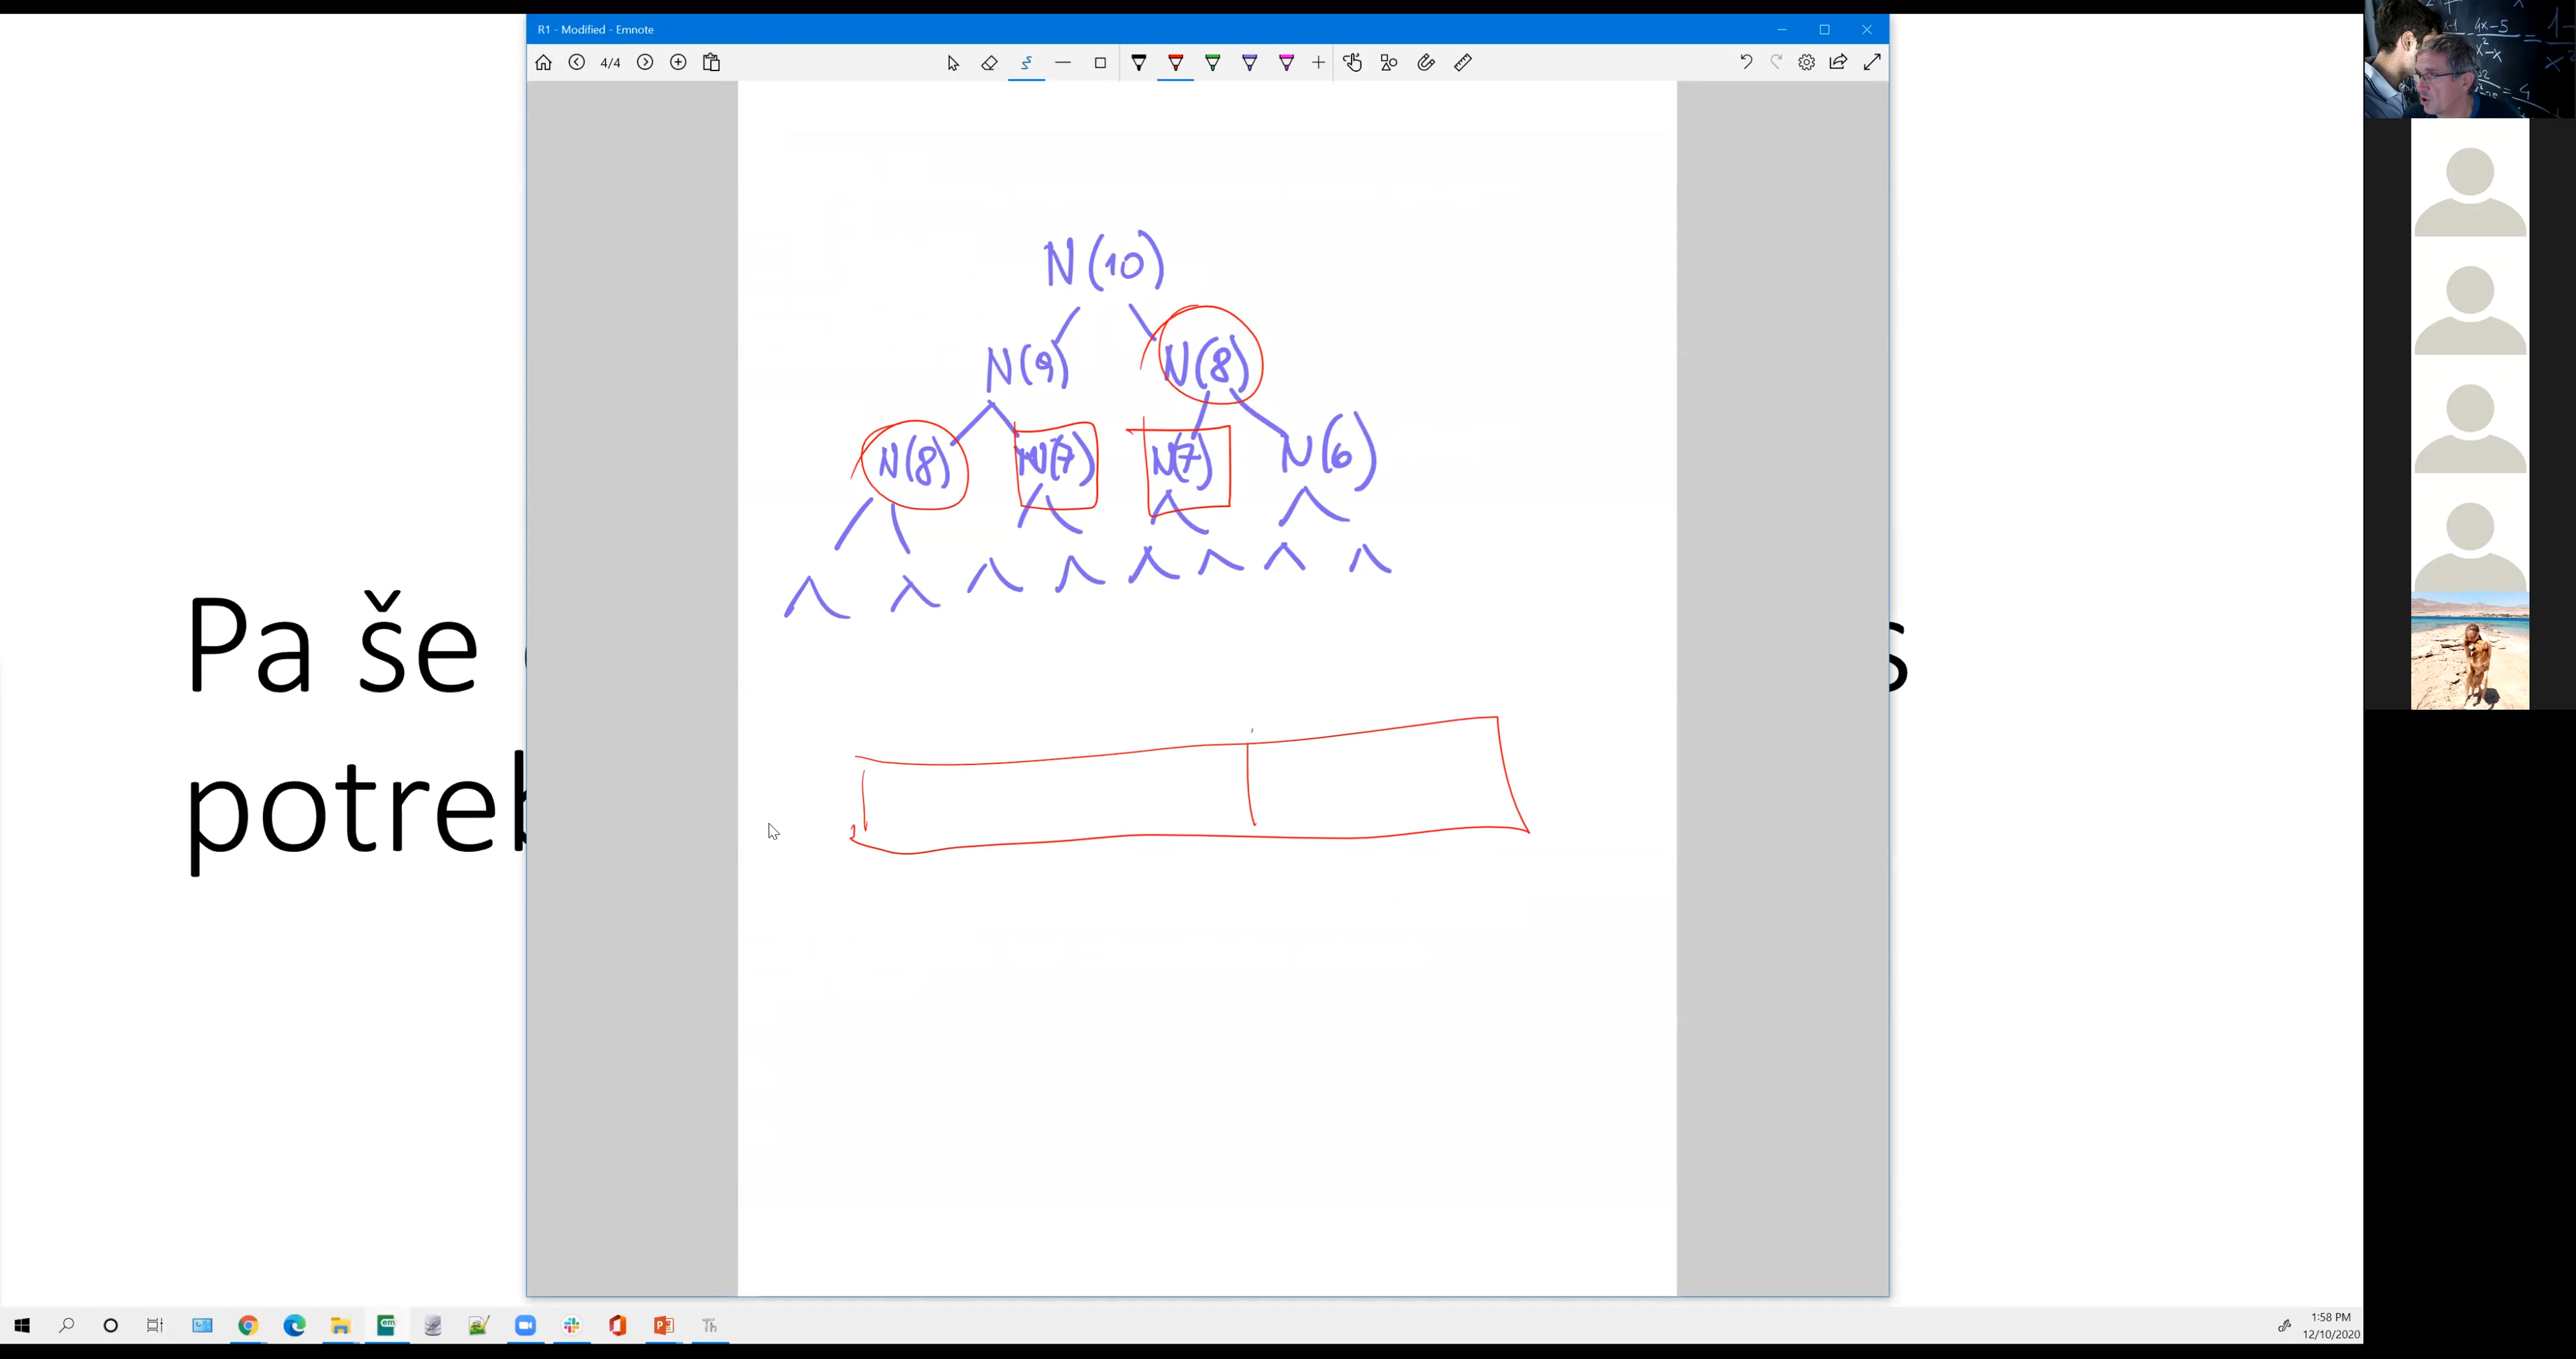 R1 - Modified - Emnote
4/4
N(10)
N(9) N(8)
N(8) N(7) N(7) N(6)
Pa še
potreb
1:58 PM
12/10/2020